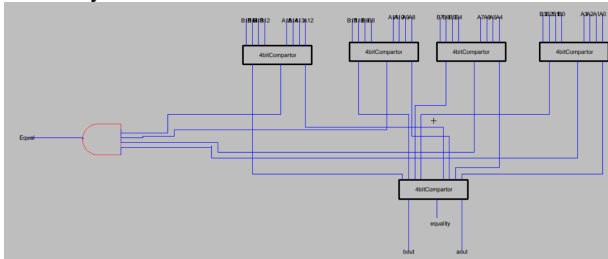 B15B14B13B12 A15A14A13A12 B11B10B9B8 A11A10A9A8 B7B6B5B4 A7A6A5A4 B3B2B1B0 A3A2A1A0
4bitCompartor 4bitCompartor 4bitCompartor 4bitCompartor
Equal
4bitCompartor
equality
bout aout